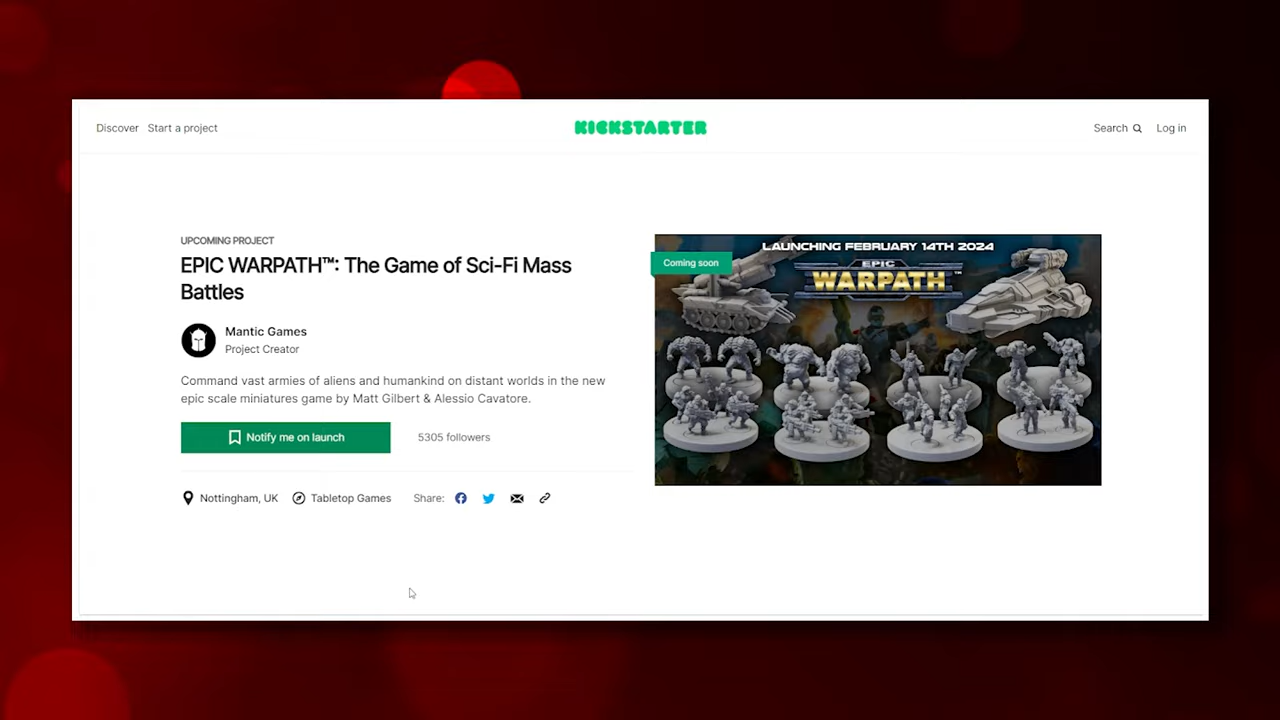 Discover Start a project
KICKSTARTER
Search Log in
UPCOMING PROJECT
EPIC WARPATH™: The Game of Sci-Fi Mass
Battles
Mantic Games
Project Creator
Command vast armies of aliens and humankind on distant worlds in the new
epic scale miniatures game by Matt Gilbert & Alessio Cavatore.
Notify me on launch
5305 followers
Nottingham, UK Tabletop Games Share:
LAUNCHING FEBRUARY 14TH 2024
Coming soon
EPIC
WARPATH™